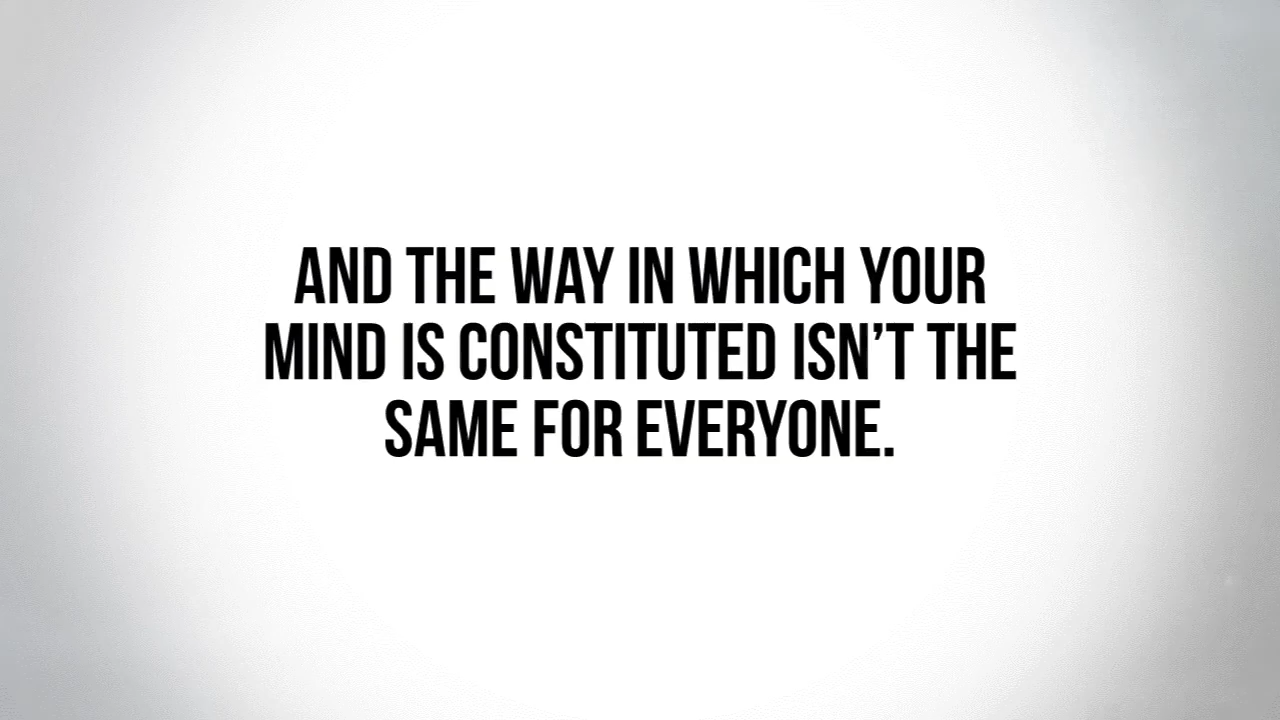 AND THE WAY IN WHICH YOUR
MIND IS CONSTITUTED ISN’T THE
SAME FOR EVERYONE.